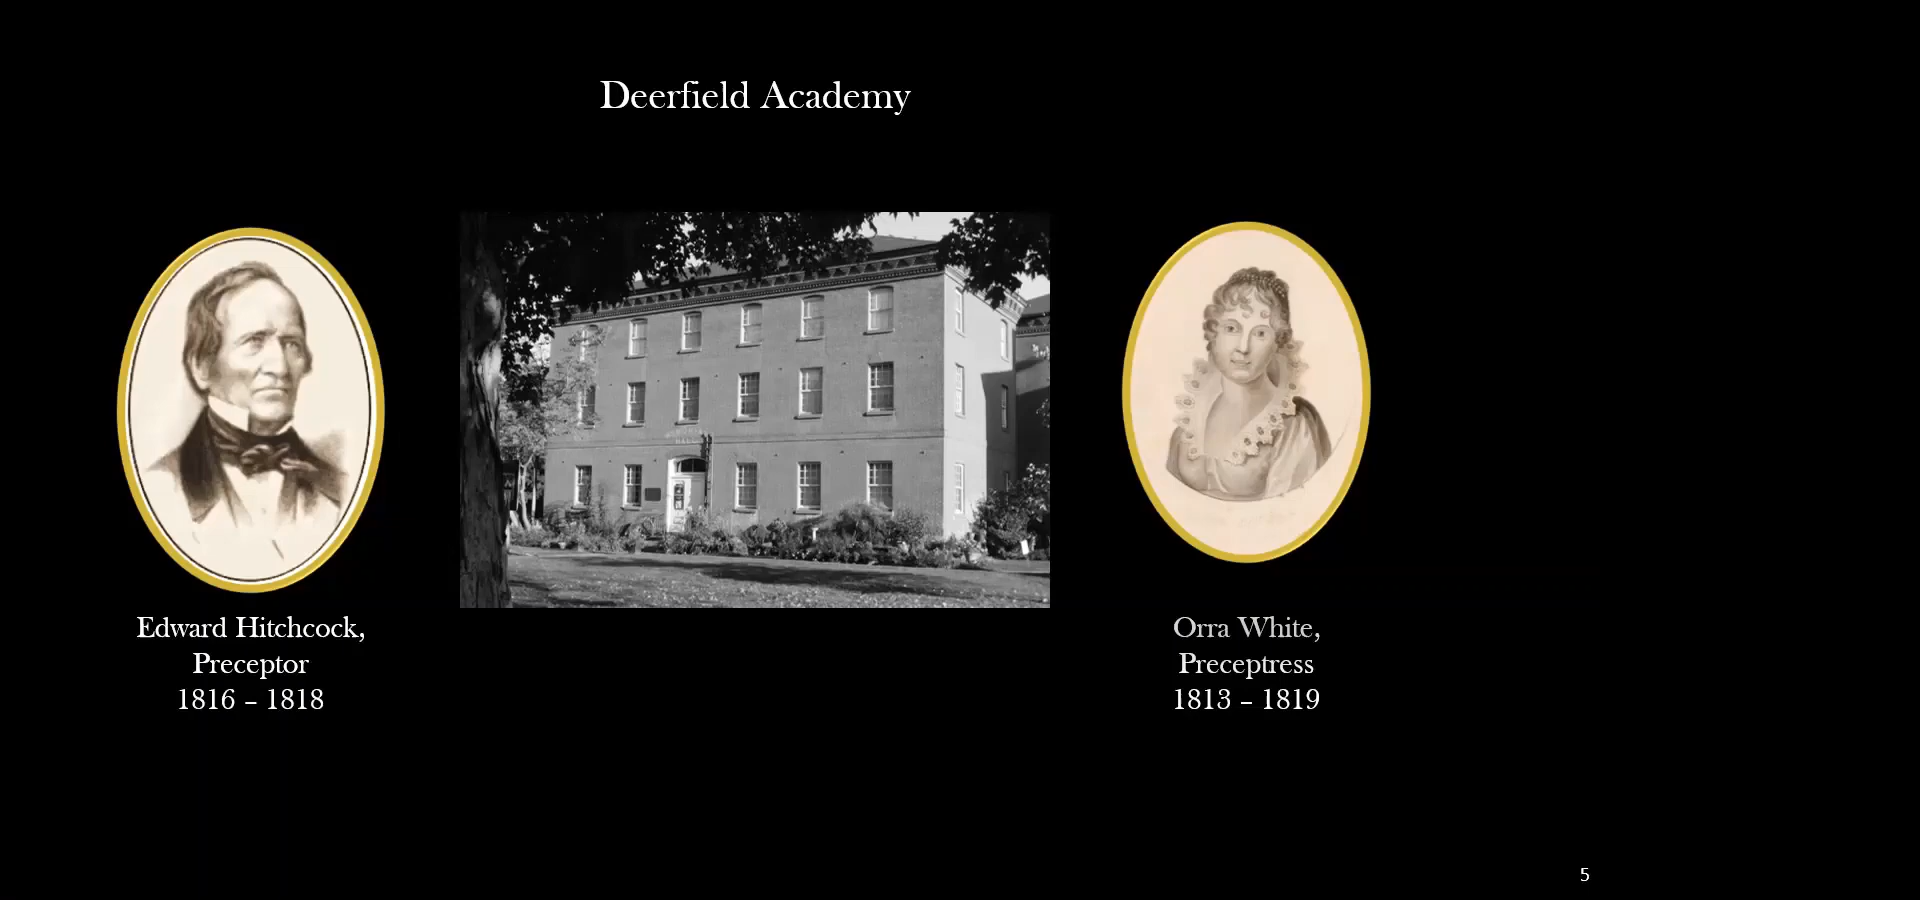 Deerfield Academy
Edward Hitchcock,
Preceptor
1816 – 1818
Orra White,
Preceptress
1813 – 1819
5